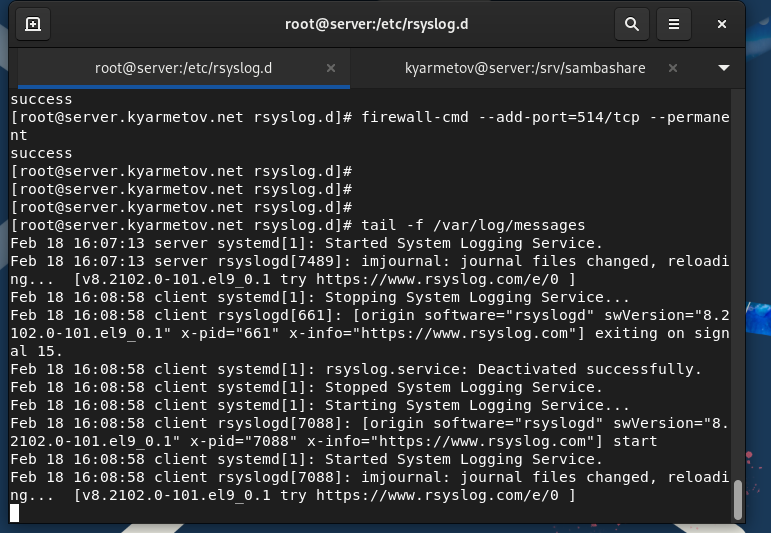 root@server:/etc/rsyslog.d
root@server:/etc/rsyslog.d
kyarmetov@server:/srv/sambashare
success
[root@server.kyarmetov.net rsyslog.d]# firewall-cmd --add-port=514/tcp --permane
nt
success
[root@server.kyarmetov.net rsyslog.d]#
[root@server.kyarmetov.net rsyslog.d]#
[root@server.kyarmetov.net rsyslog.d]#
[root@server.kyarmetov.net rsyslog.d]# tail -f /var/log/messages
Feb 18 16:07:13 server systemd[1]: Started System Logging Service.
Feb 18 16:07:13 server rsyslogd[7489]: imjournal: journal files changed, reloadi
ng...  [v8.2102.0-101.el9_0.1 try https://www.rsyslog.com/e/0 ]
Feb 18 16:08:58 client systemd[1]: Stopping System Logging Service...
Feb 18 16:08:58 client rsyslogd[661]: [origin software="rsyslogd" swVersion="8.2
102.0-101.el9_0.1" x-pid="661" x-info="https://www.rsyslog.com"] exiting on sign
al 15.
Feb 18 16:08:58 client systemd[1]: rsyslog.service: Deactivated successfully.
Feb 18 16:08:58 client systemd[1]: Stopped System Logging Service.
Feb 18 16:08:58 client systemd[1]: Starting System Logging Service...
Feb 18 16:08:58 client rsyslogd[7088]: [origin software="rsyslogd" swVersion="8.
2102.0-101.el9_0.1" x-pid="7088" x-info="https://www.rsyslog.com"] start
Feb 18 16:08:58 client systemd[1]: Started System Logging Service.
Feb 18 16:08:58 client rsyslogd[7088]: imjournal: journal files changed, reloadi
ng...  [v8.2102.0-101.el9_0.1 try https://www.rsyslog.com/e/0 ]